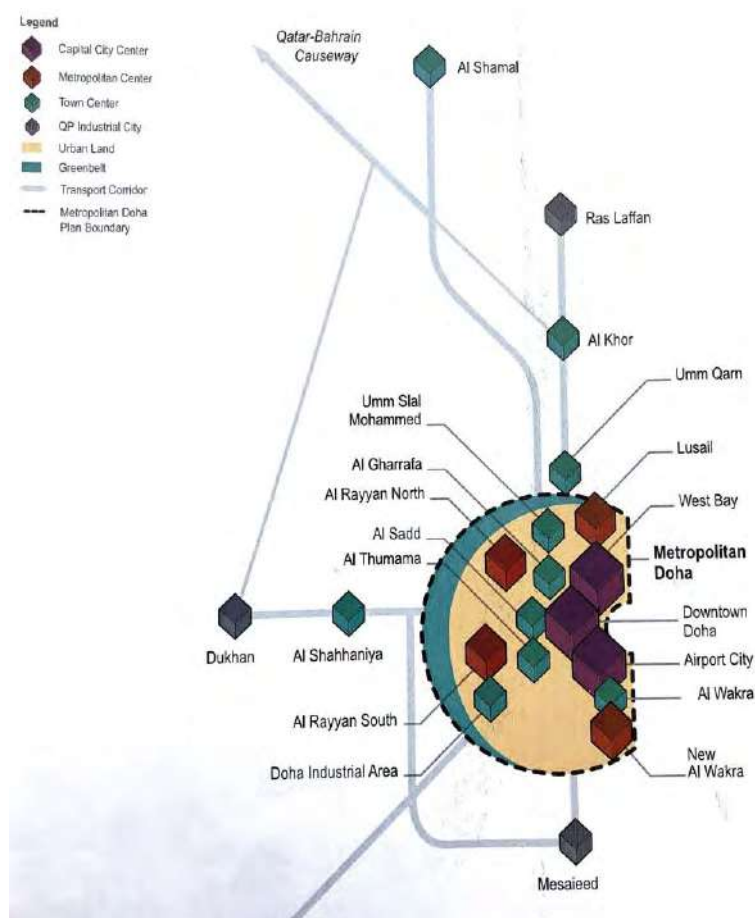 Legend
Capital City Center
Metropolitan Center
Town Center
QP Industrial City
Urban Land
Greenbelt
Transport Corridor
Metropolitan Doha
Plan Boundary
Qatar-Bahrain
Causeway
Al Shamal
Ras Laffan
Al Khor
Umm Qarn
Umm Slal
Mohammed
Lusail
Al Gharrafa
Al Rayyan North
West Bay
Al Sadd
Al Thumama
Metropolitan
Doha
Downtown
Doha
Dukhan
Al Shahhaniya
Airport City
Al Wakra
Al Rayyan South
Doha Industrial Area
New
Al Wakra
Mesaieed